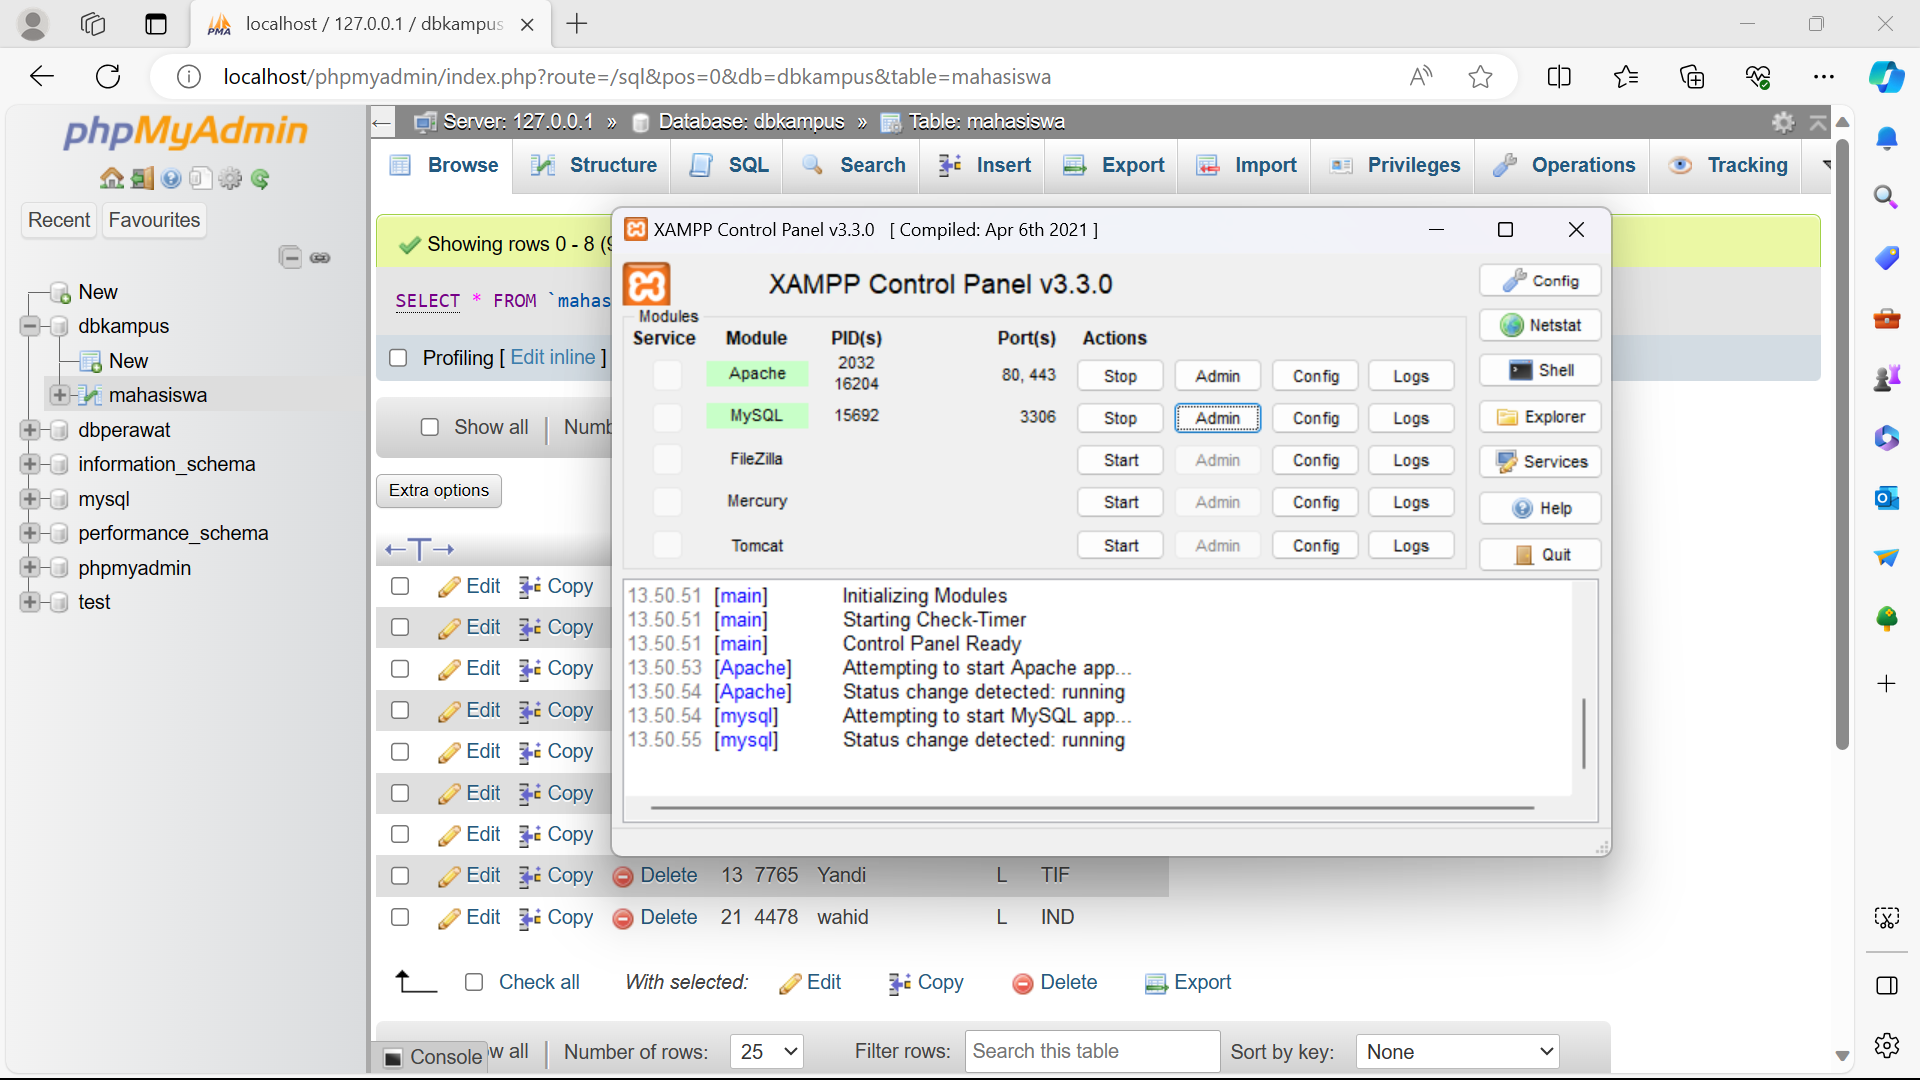 localhost / 127.0.0.1 / dbkampus
localhost/phpmyadmin/index.php?route=/sql&pos=0&db=dbkampus&table=mahasiswa
phpMyAdmin
Recent
Favourites
New
dbkampus
New
mahasiswa
dbperawat
information_schema
mysql
performance_schema
phpmyadmin
test
Server: 127.0.0.1 » Database: dbkampus » Table: mahasiswa
Browse Structure SQL Search Insert Export Import Privileges Operations Tracking
Showing rows 0 - 8 (
SELECT * FROM `mahas
Profiling [ Edit inline ]
Show all Numb
Extra options
XAMPP Control Panel v3.3.0 [ Compiled: Apr 6th 2021 ]
XAMPP Control Panel v3.3.0
Modules
Service Module PID(s) Port(s) Actions
Apache 2032 16204 80, 443 Stop Admin Config Logs
MySQL 15692 3306 Stop Admin Config Logs
FileZilla Start Admin Config Logs
Mercury Start Admin Config Logs
Tomcat Start Admin Config Logs
Config
Netstat
Shell
Explorer
Services
Help
Quit
13.50.51 [main] Initializing Modules
13.50.51 [main] Starting Check-Timer
13.50.51 [main] Control Panel Ready
13.50.53 [Apache] Attempting to start Apache app...
13.50.54 [Apache] Status change detected: running
13.50.54 [mysql] Attempting to start MySQL app...
13.50.55 [mysql] Status change detected: running
Edit Copy
Edit Copy
Edit Copy
Edit Copy
Edit Copy
Edit Copy
Edit Copy
Edit Copy Delete 13 7765 Yandi L TIF
Edit Copy Delete 21 4478 wahid L IND
Check all With selected: Edit Copy Delete Export
Console
w all Number of rows: 25 Filter rows: Search this table Sort by key: None